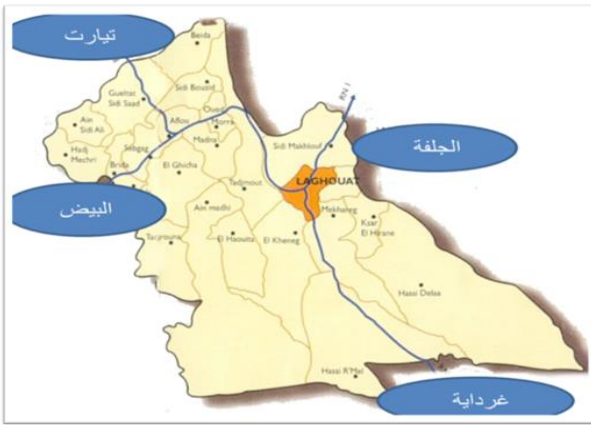 تيارت
Beida
Sidi Bouzid
Gueltat
Sidi Saad
RN 1
Ain
Sidi Ali
Aflou
Oued
Morra
Hadj
Mechri
Sebgag
Madna
Sidi Makhlouf
الجلفة
Brida
El Ghicha
Tadjmout
LAGHOUAT
البيض
Ain madhi
Mekhareg
Ksar
El Hirane
Tadjrouna
El Haouita
El Kheneg
Hassi Delaa
Hassi R'Mal
غرداية